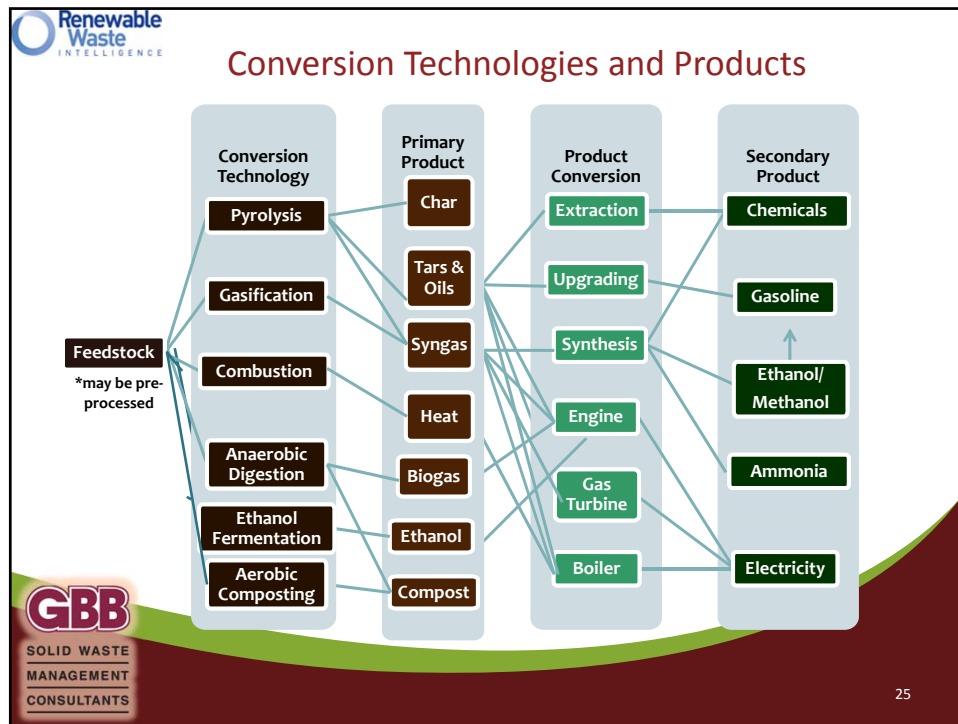 Renewable
Waste
INTELLIGENCE
Conversion Technologies and Products
Conversion
Technology
Pyrolysis
Gasification
Combustion
Anaerobic
Digestion
Ethanol
Fermentation
Aerobic
Composting
Feedstock
*may be pre-
processed
Primary
Product
Char
Tars &
Oils
Syngas
Heat
Biogas
Ethanol
Compost
Product
Conversion
Extraction
Upgrading
Synthesis
Engine
Gas
Turbine
Boiler
Secondary
Product
Chemicals
Gasoline
Ethanol/
Methanol
Ammonia
Electricity
GBB
SOLID WASTE
MANAGEMENT
CONSULTANTS
25